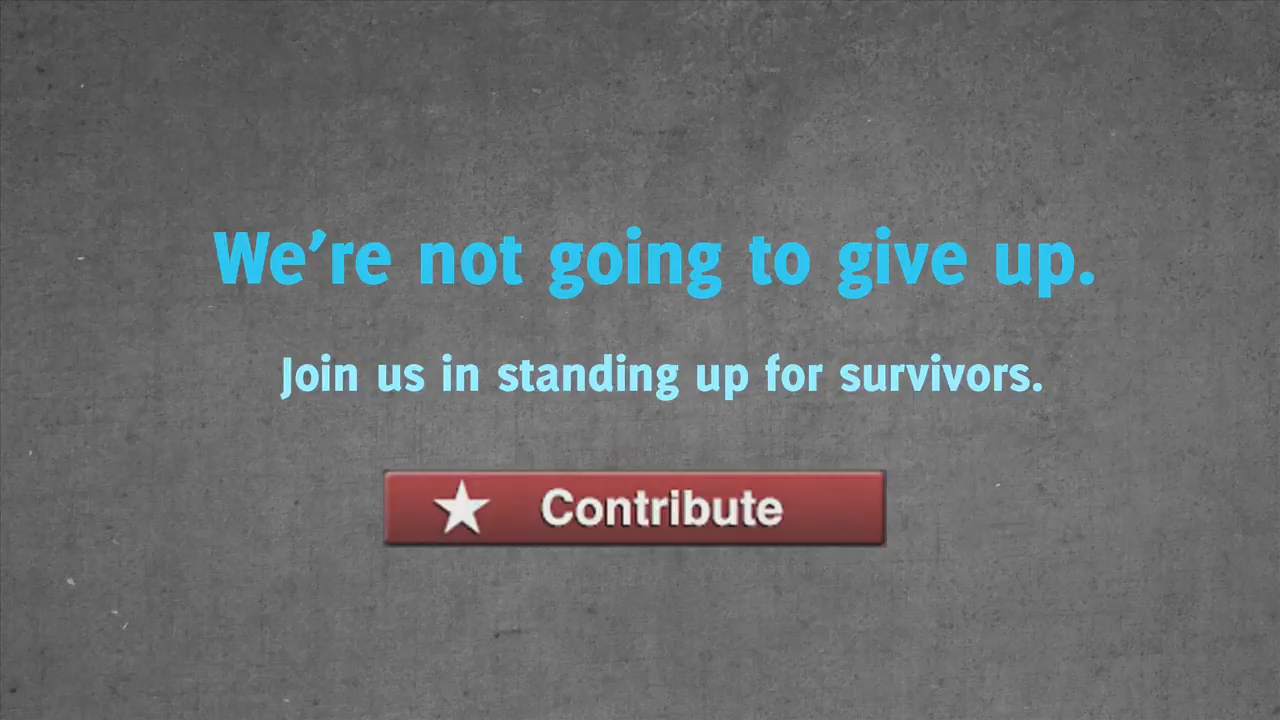 We’re not going to give up.
Join us in standing up for survivors.
Contribute